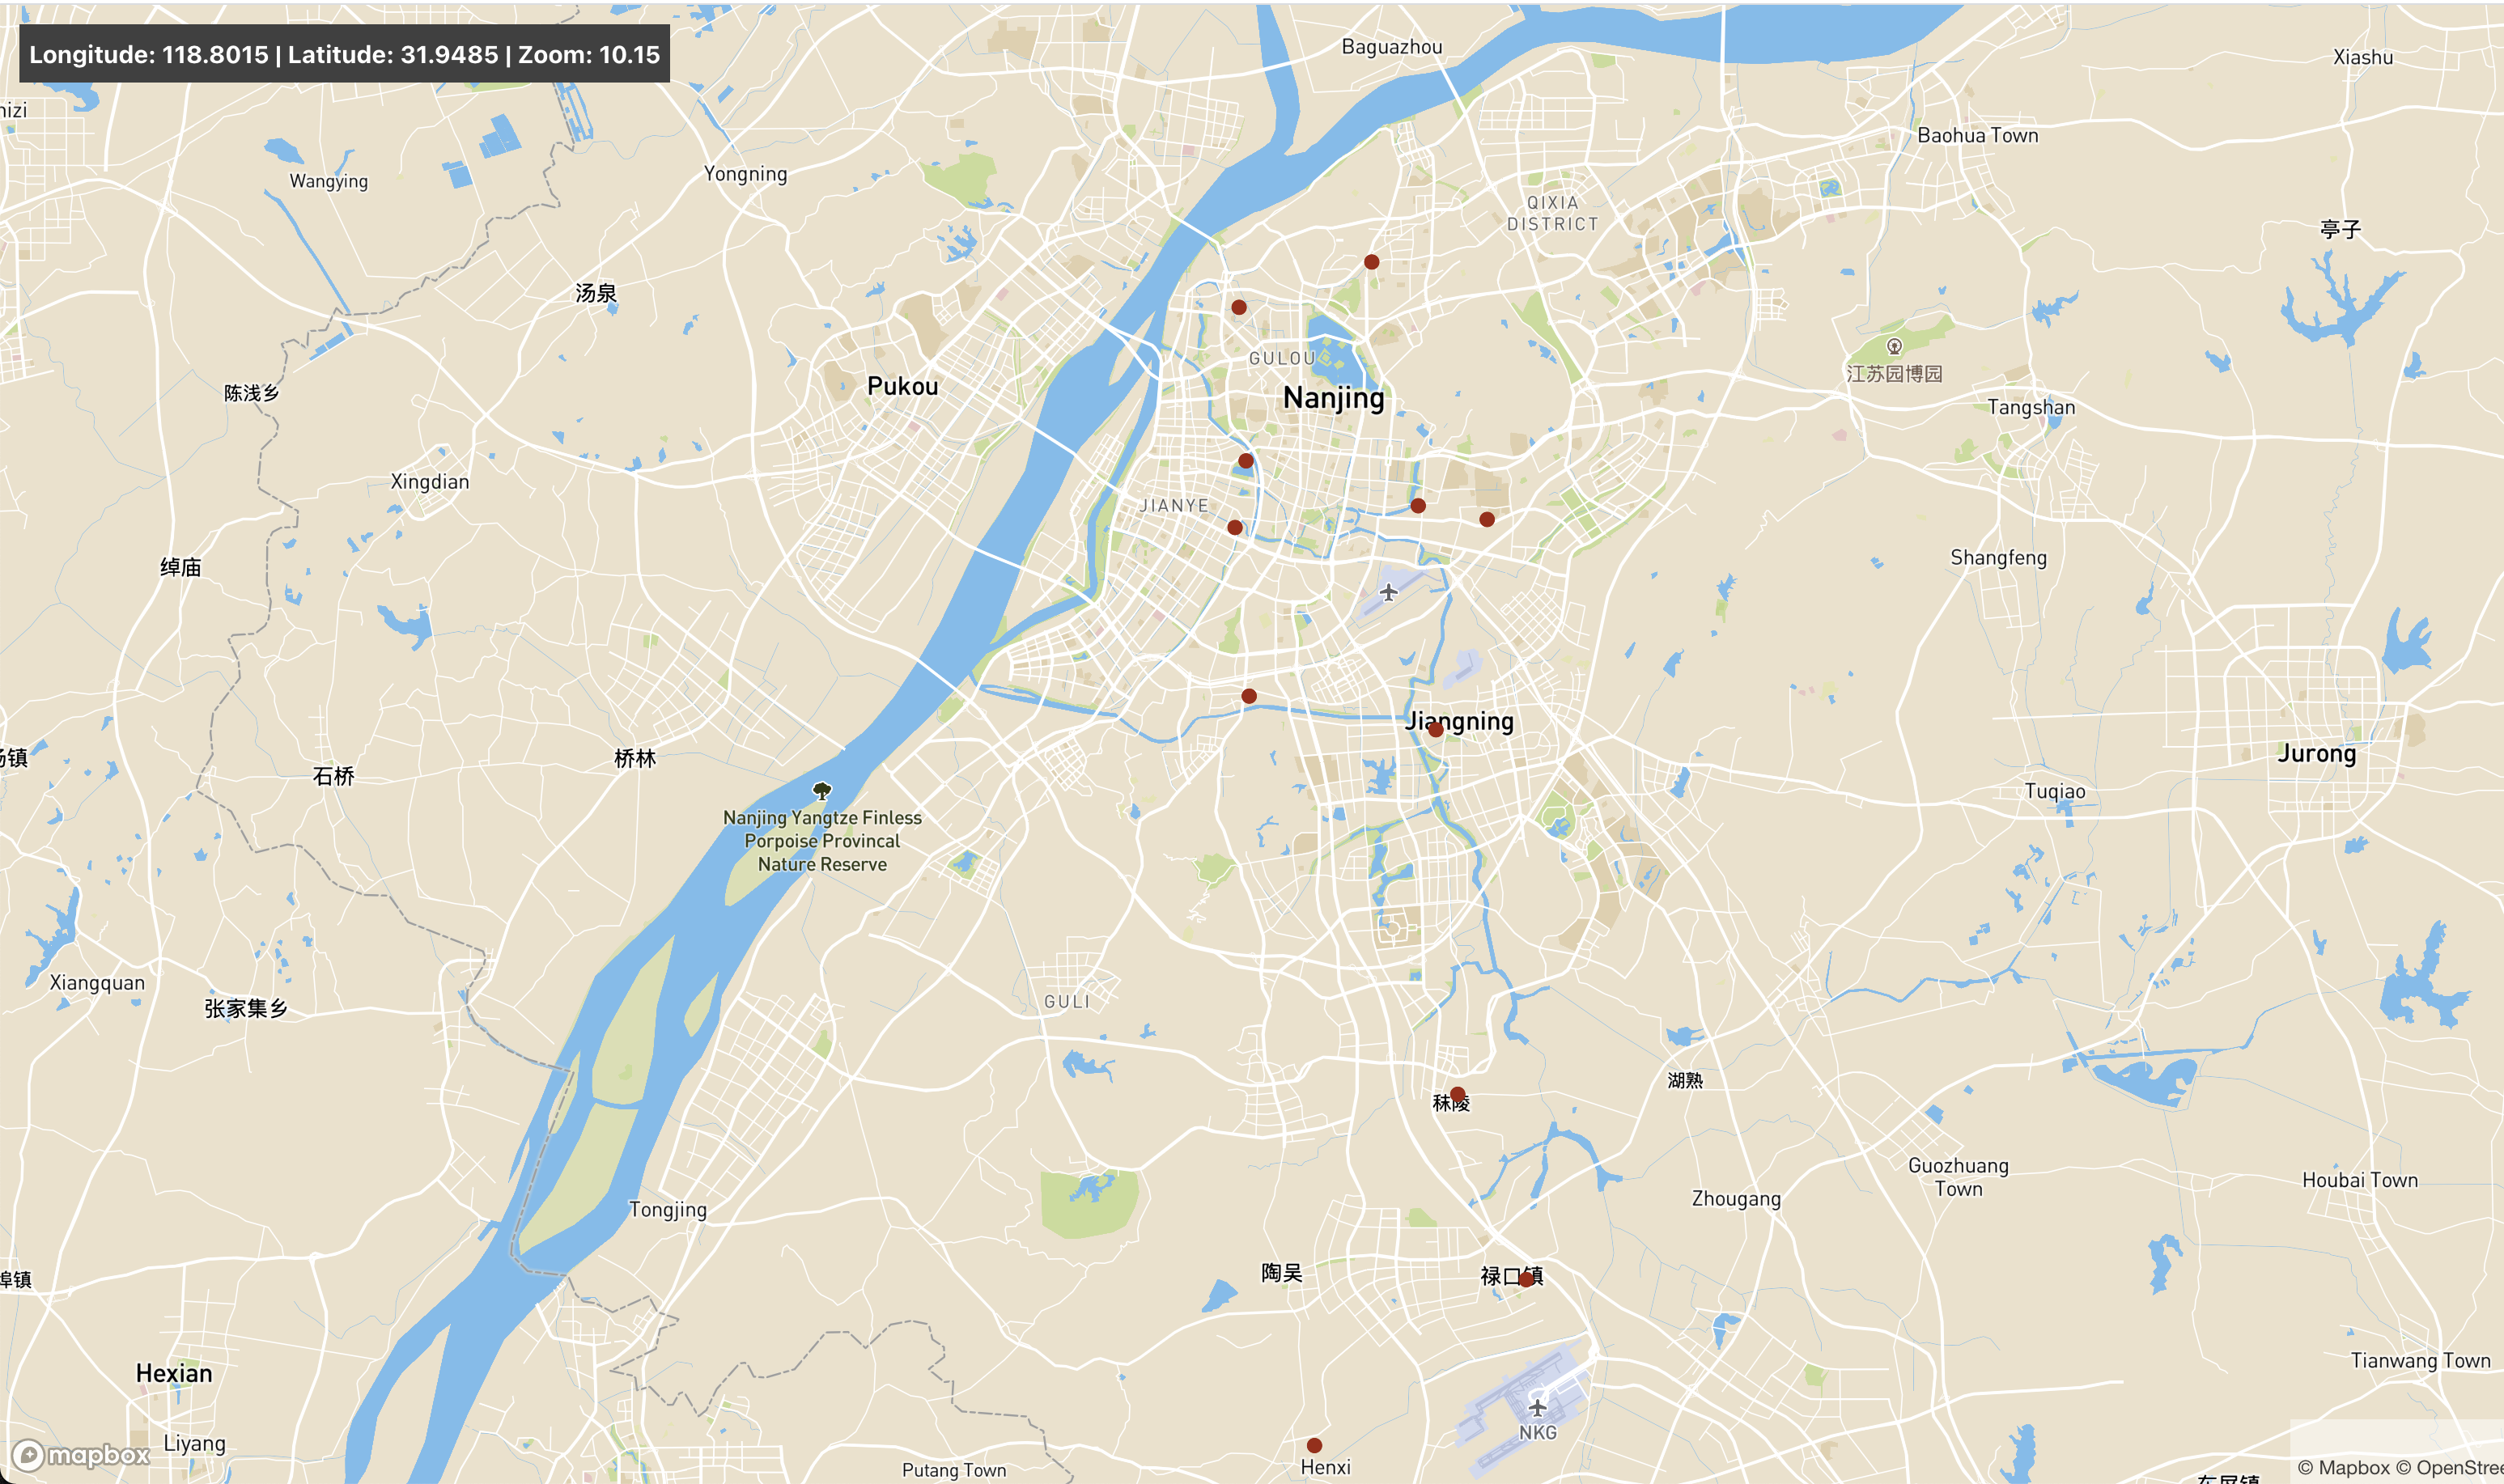 Longitude: 118.8015 | Latitude: 31.9485 | Zoom: 10.15
Baguazhou
Xiashu
Baohua Town
Wangying
Yongning
QIXIA
DISTRICT
亭子
汤泉
GULOU
江苏园博园
Pukou
陈浅乡
Nanjing
Tangshan
Xingdian
JIANYE
Shangfeng
绰庙
Jiangning
桥林
石桥
Jurong
Tuqiao
Nanjing Yangtze Finless
Porpoise Provincal
Nature Reserve
Xiangquan
张家集乡
GULI
湖熟
秣陵
Guozhuang
Town
Houbai Town
Zhougang
Tongjing
陶吴
禄口镇
Tianwang Town
Hexian
NKG
Liyang
mapbox
Putang Town
Henxi
© Mapbox © OpenStree